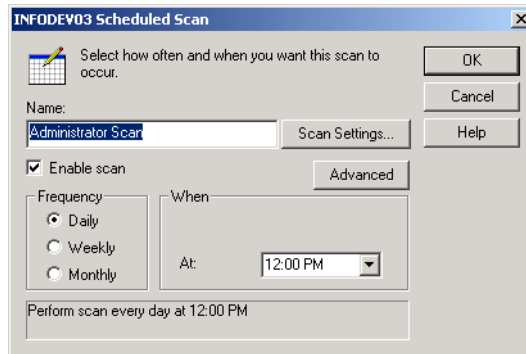 INFODEV03 Scheduled Scan
Select how often and when you want this scan to
occur.
OK
Cancel
Help
Name:
Administrator Scan
Scan Settings...
Enable scan
Advanced
Frequency
Daily
Weekly
Monthly
When
At:
12:00 PM
Perform scan every day at 12:00 PM